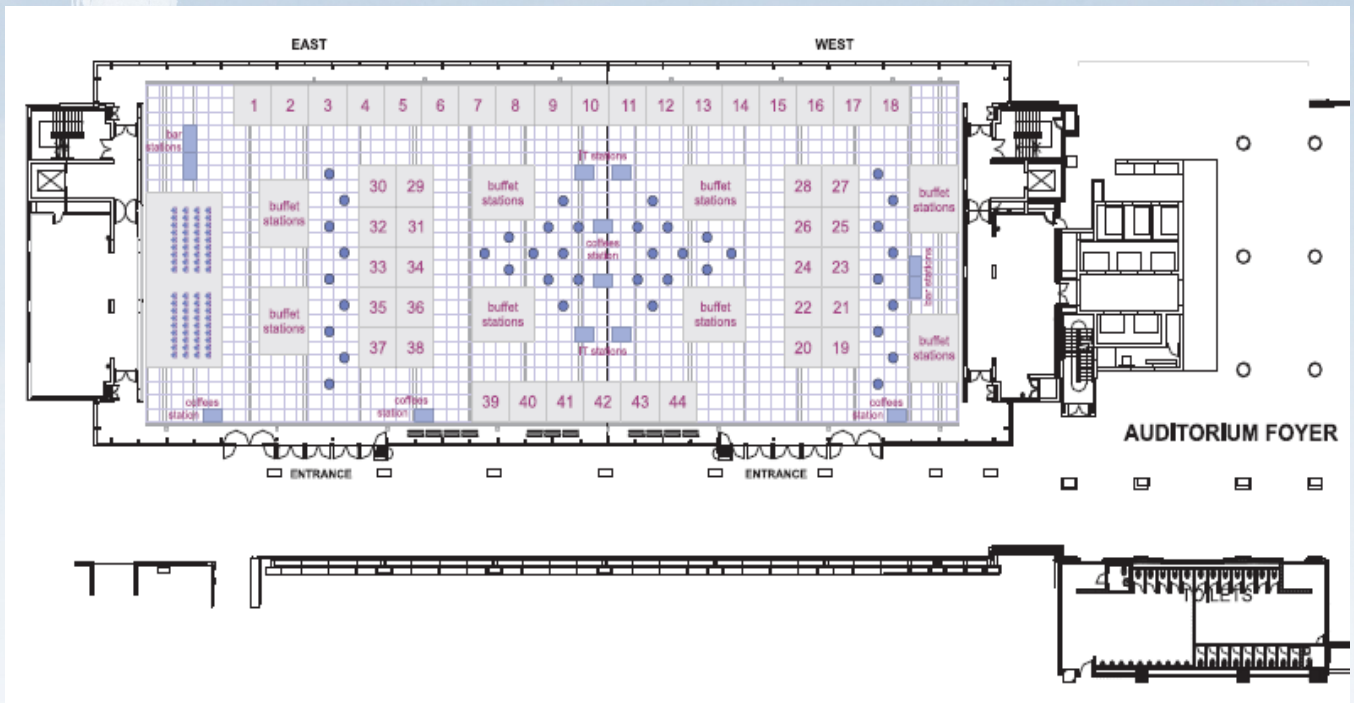 EAST
WEST
1 2 3 4 5 6 7 8 9 10 11 12 13 14 15 16 17 18
bar
stations
IT stations
30 29
buffet
stations
buffet
stations
28 27
buffet
stations
buffet
stations
32 31
26 25
coffees
station
33 34
24 23
bar stations
buffet
stations
35 36
buffet
stations
buffet
stations
22 21
buffet
stations
37 38
IT stations
20 19
coffees
station
coffees
station
39 40 41 42 43 44
coffees
station
AUDITORIUM FOYER
ENTRANCE
ENTRANCE
TOILETS